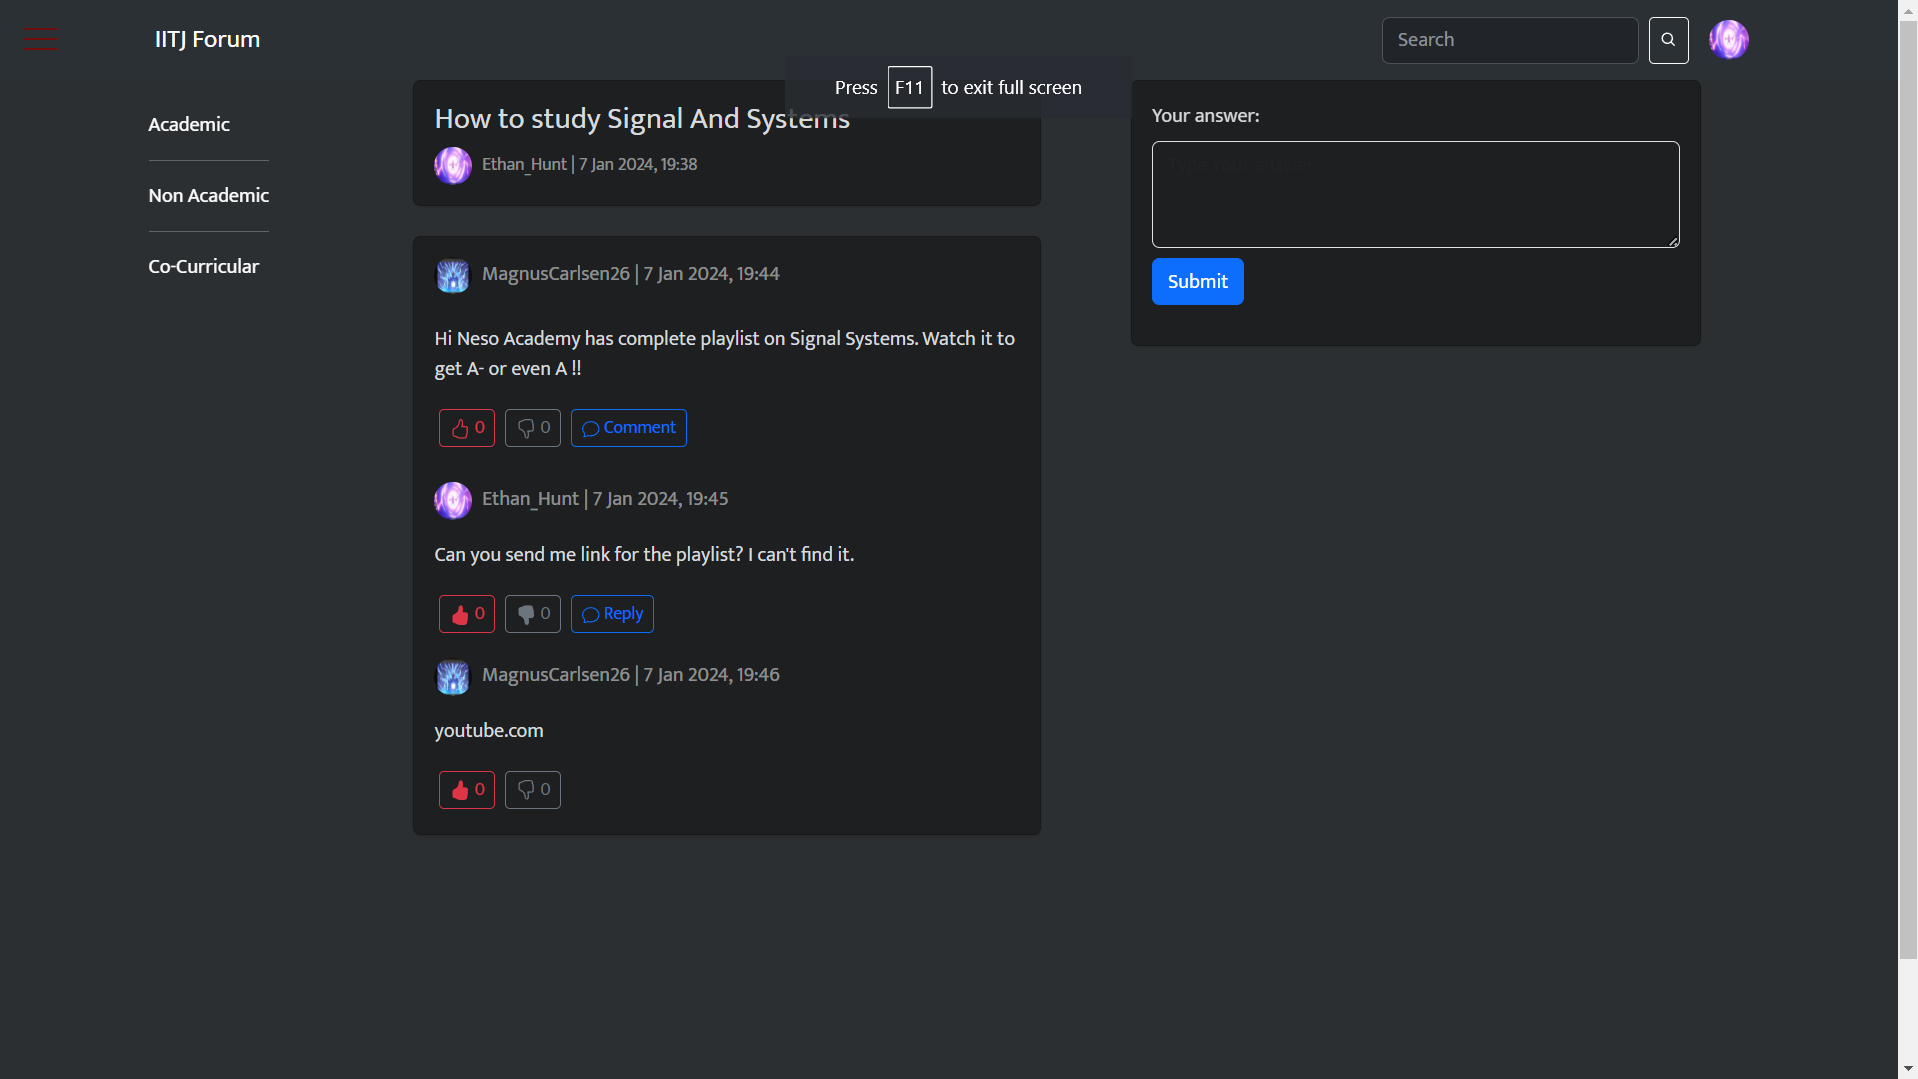 IITJ Forum
Search
Press F11 to exit full screen
Academic
Non Academic
Co-Curricular
How to study Signal And Systems
Ethan_Hunt | 7 Jan 2024, 19:38
MagnusCarlsen26 | 7 Jan 2024, 19:44
Hi Neso Academy has complete playlist on Signal Systems. Watch it to
get A- or even A !!
0 0 Comment
Ethan_Hunt | 7 Jan 2024, 19:45
Can you send me link for the playlist? I can't find it.
0 0 Reply
MagnusCarlsen26 | 7 Jan 2024, 19:46
youtube.com
0 0
Your answer:
Type Your answer
Submit